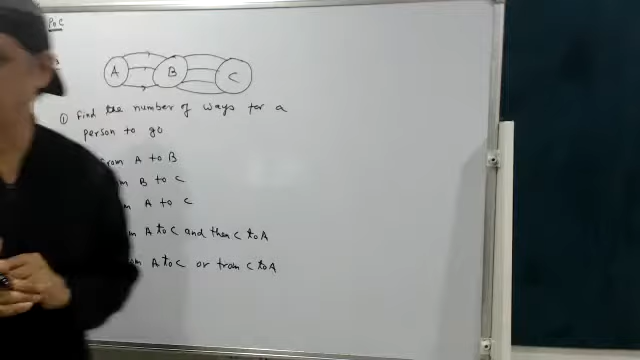 PoC
A B C
① Find the number of ways for a
person to go
from A to B
B to C
A to C
A to C and then C to A
A to C or from C to A